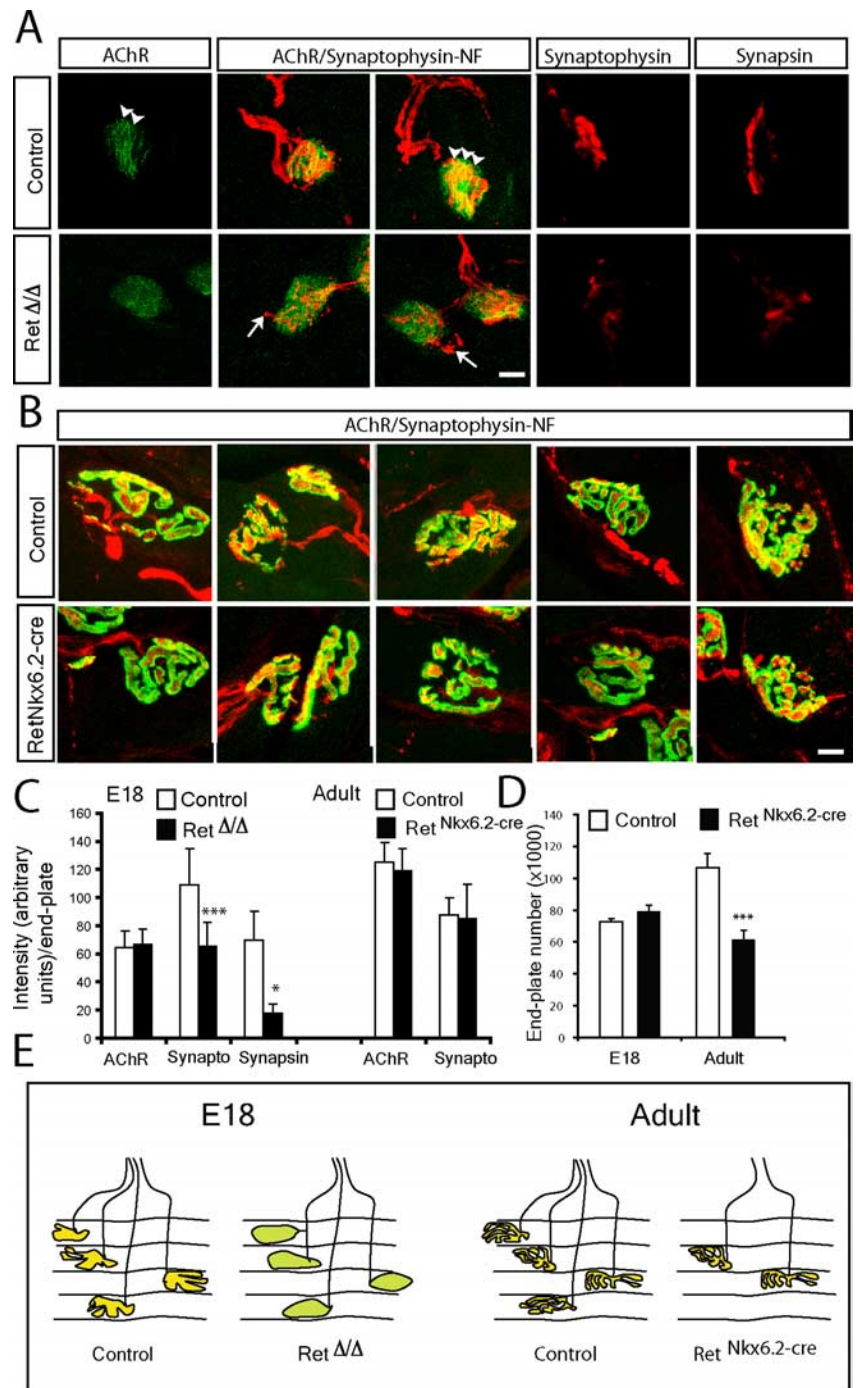 A
AChR
AChR/Synaptophysin-NF
Synaptophysin
Synapsin
Control
Ret Δ/Δ
B
AChR/Synaptophysin-NF
Control
RetNkx6.2-cre
C
E18
Control
Ret Δ/Δ
Adult
Control
Ret Nkx6.2-cre
Intensity (arbitrary
units)/end-plate
160
140
120
100
80
60
40
20
0
***
*
AChR
Synapto
Synapsin
AChR
Synapto
D
Control
Ret Nkx6.2-cre
End-plate number (x1000)
140
120
100
80
60
40
20
0
***
E18
Adult
E
E18
Adult
Control
Ret Δ/Δ
Control
Ret Nkx6.2-cre